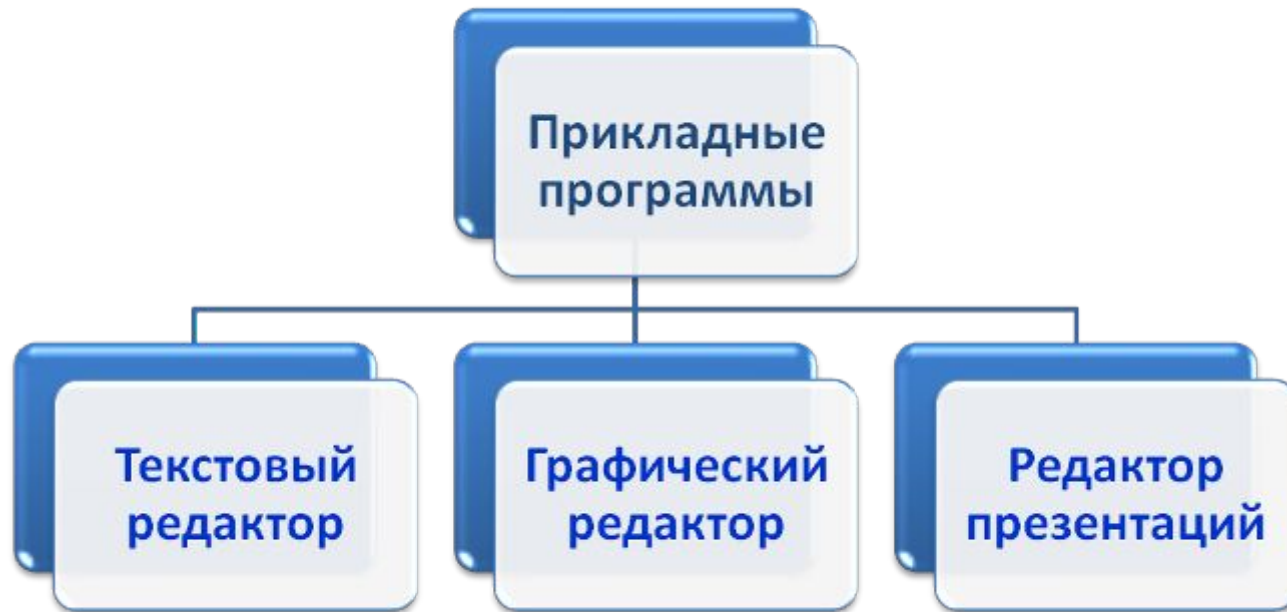 Прикладные
программы
Текстовый
редактор
Графический
редактор
Редактор
презентаций